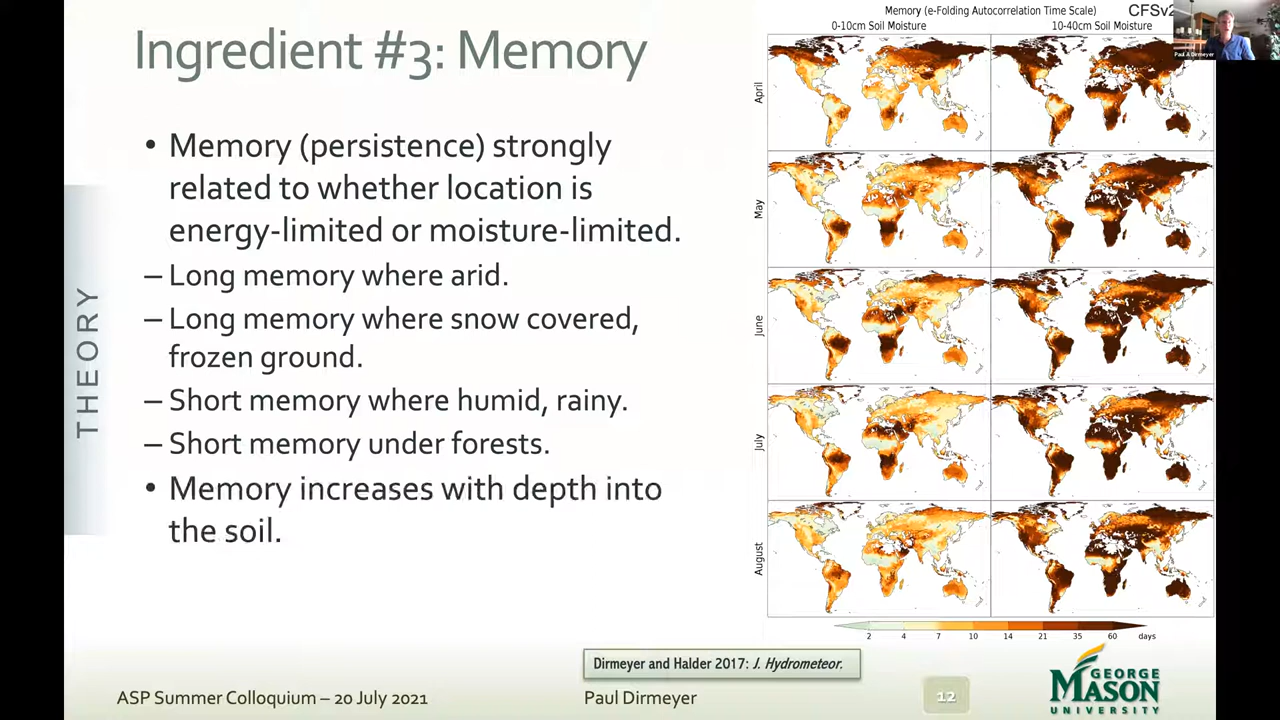 Ingredient #3: Memory
• Memory (persistence) strongly
related to whether location is
energy-limited or moisture-limited.
– Long memory where arid.
– Long memory where snow covered,
frozen ground.
– Short memory where humid, rainy.
– Short memory under forests.
• Memory increases with depth into
the soil.
THEORY
Memory (e-Folding Autocorrelation Time Scale)
CFSv2
0-10cm Soil Moisture
10-40cm Soil Moisture
Paul A Dirmeyer
April
May
June
July
August
2 4 7 10 14 21 35 60 days
Dirmeyer and Halder 2017: J. Hydrometeor.
ASP Summer Colloquium – 20 July 2021
Paul Dirmeyer
12
GEORGE
MASON
UNIVERSITY